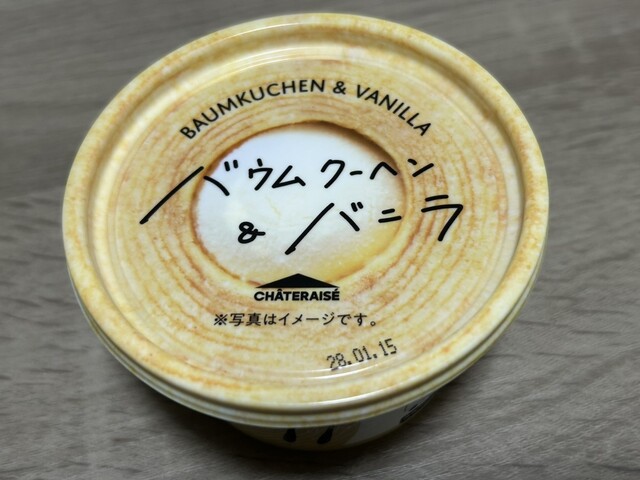 BAUMKUCHEN & VANILLA
バウムクーヘン
& バニラ
CHÂTERAISÉ
※写真はイメージです。
28.01.15